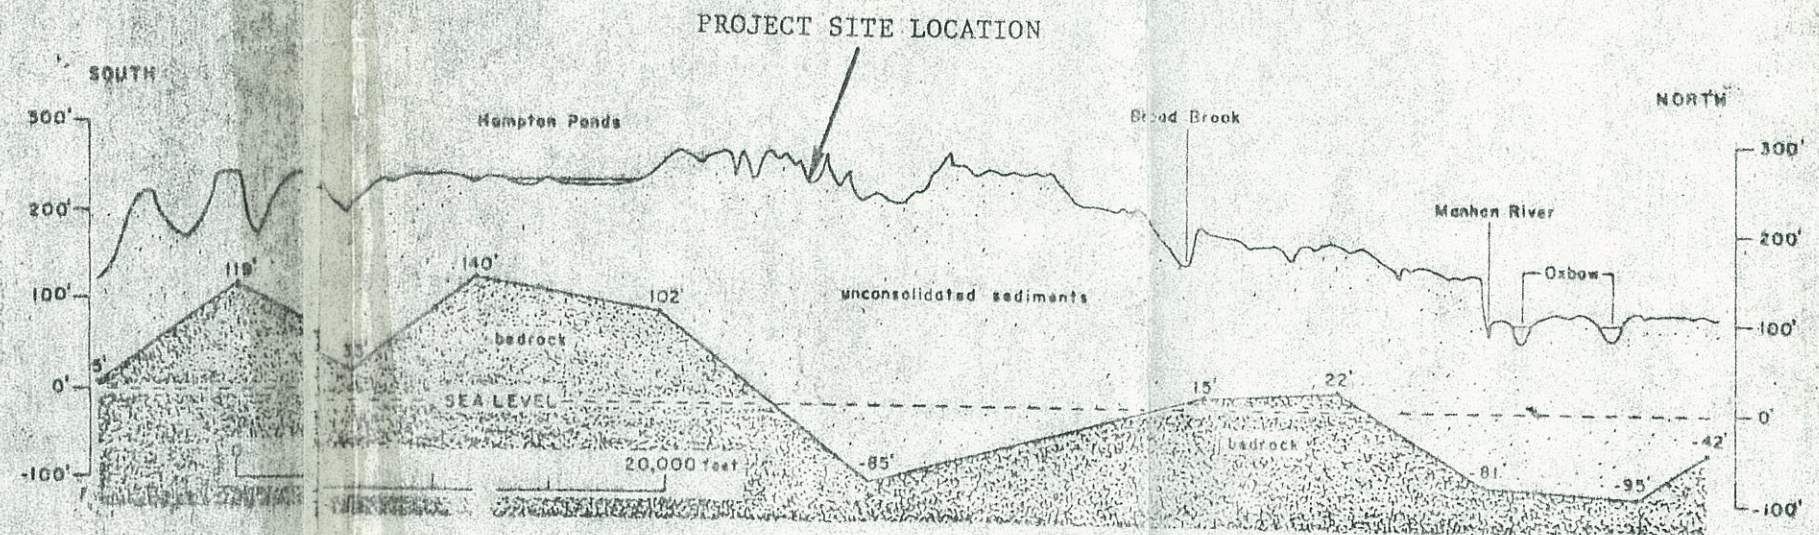 PROJECT SITE LOCATION
SOUTH
NORTH
300'
200'
100'
0'
-100'
Hampton Ponds
Broad Brook
Manhan River
Oxbow
300'
200'
100'
0'
-100'
5'
119'
33'
140'
102'
unconsolidated sediments
bedrock
SEA LEVEL
-85'
15'
22'
bedrock
81'
-95'
-42'
0
20,000 feet